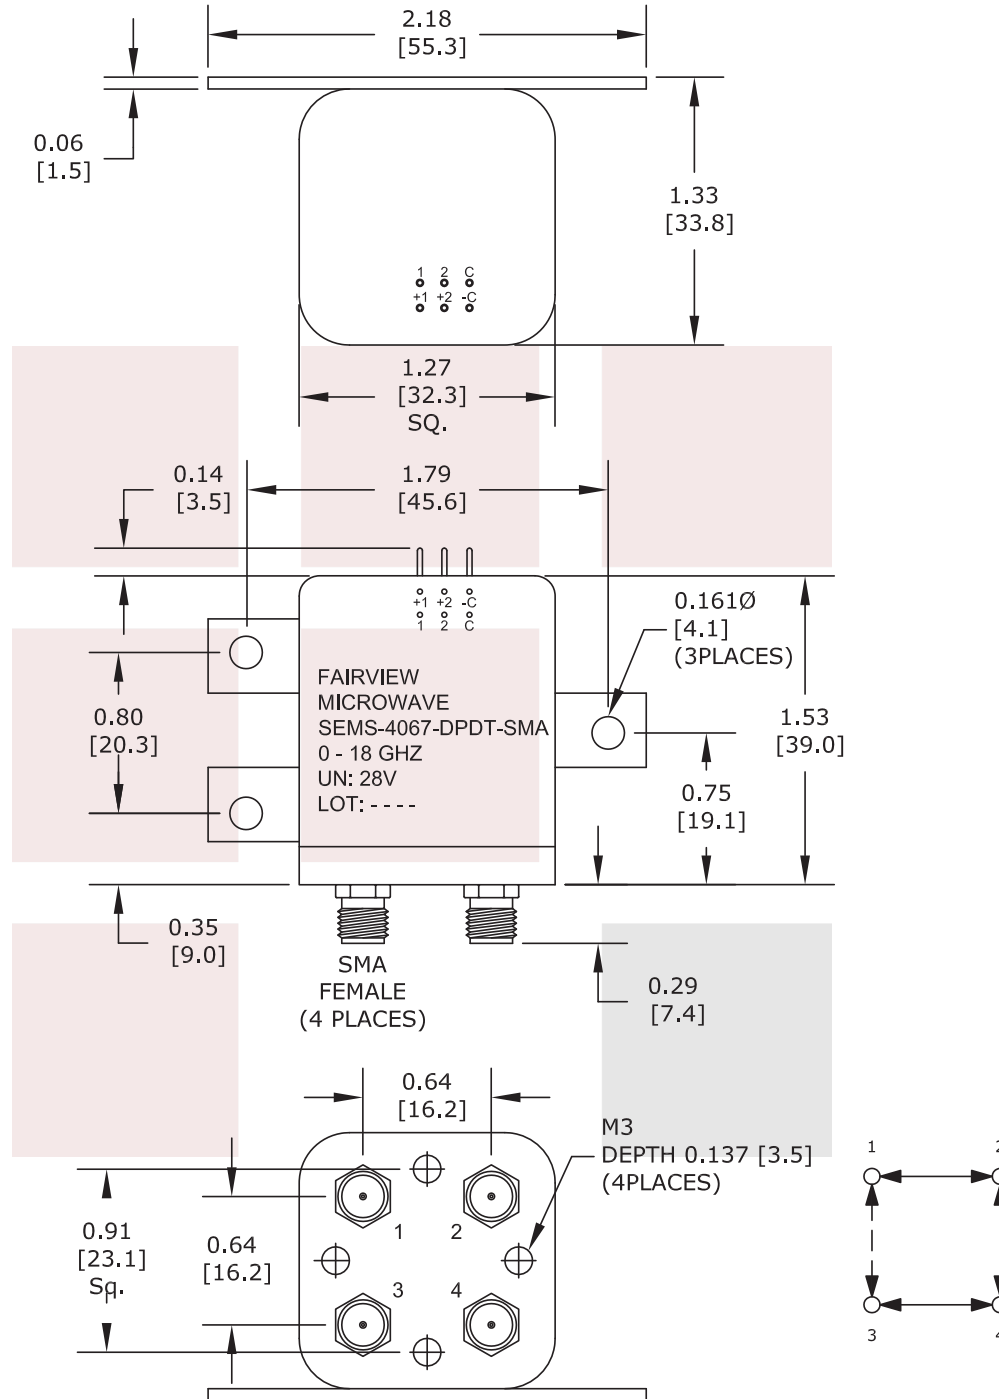 2.18
[55.3]
0.06
[1.5]
1.33
[33.8]
1 2 C
+1 +2 -C
1.27
[32.3]
SQ.
0.14
[3.5]
1.79
[45.6]
+1 +2 -C
1 2 C
0.161Ø
[4.1]
(3PLACES)
FAIRVIEW
MICROWAVE
SEMS-4067-DPDT-SMA
0 - 18 GHZ
UN: 28V
LOT: - - - -
0.80
[20.3]
1.53
[39.0]
0.75
[19.1]
0.35
[9.0]
SMA
FEMALE
(4 PLACES)
0.29
[7.4]
0.64
[16.2]
M3
DEPTH 0.137 [3.5]
(4PLACES)
0.91
[23.1]
Sq.
0.64
[16.2]
1 2
3 4
1 2
3 4